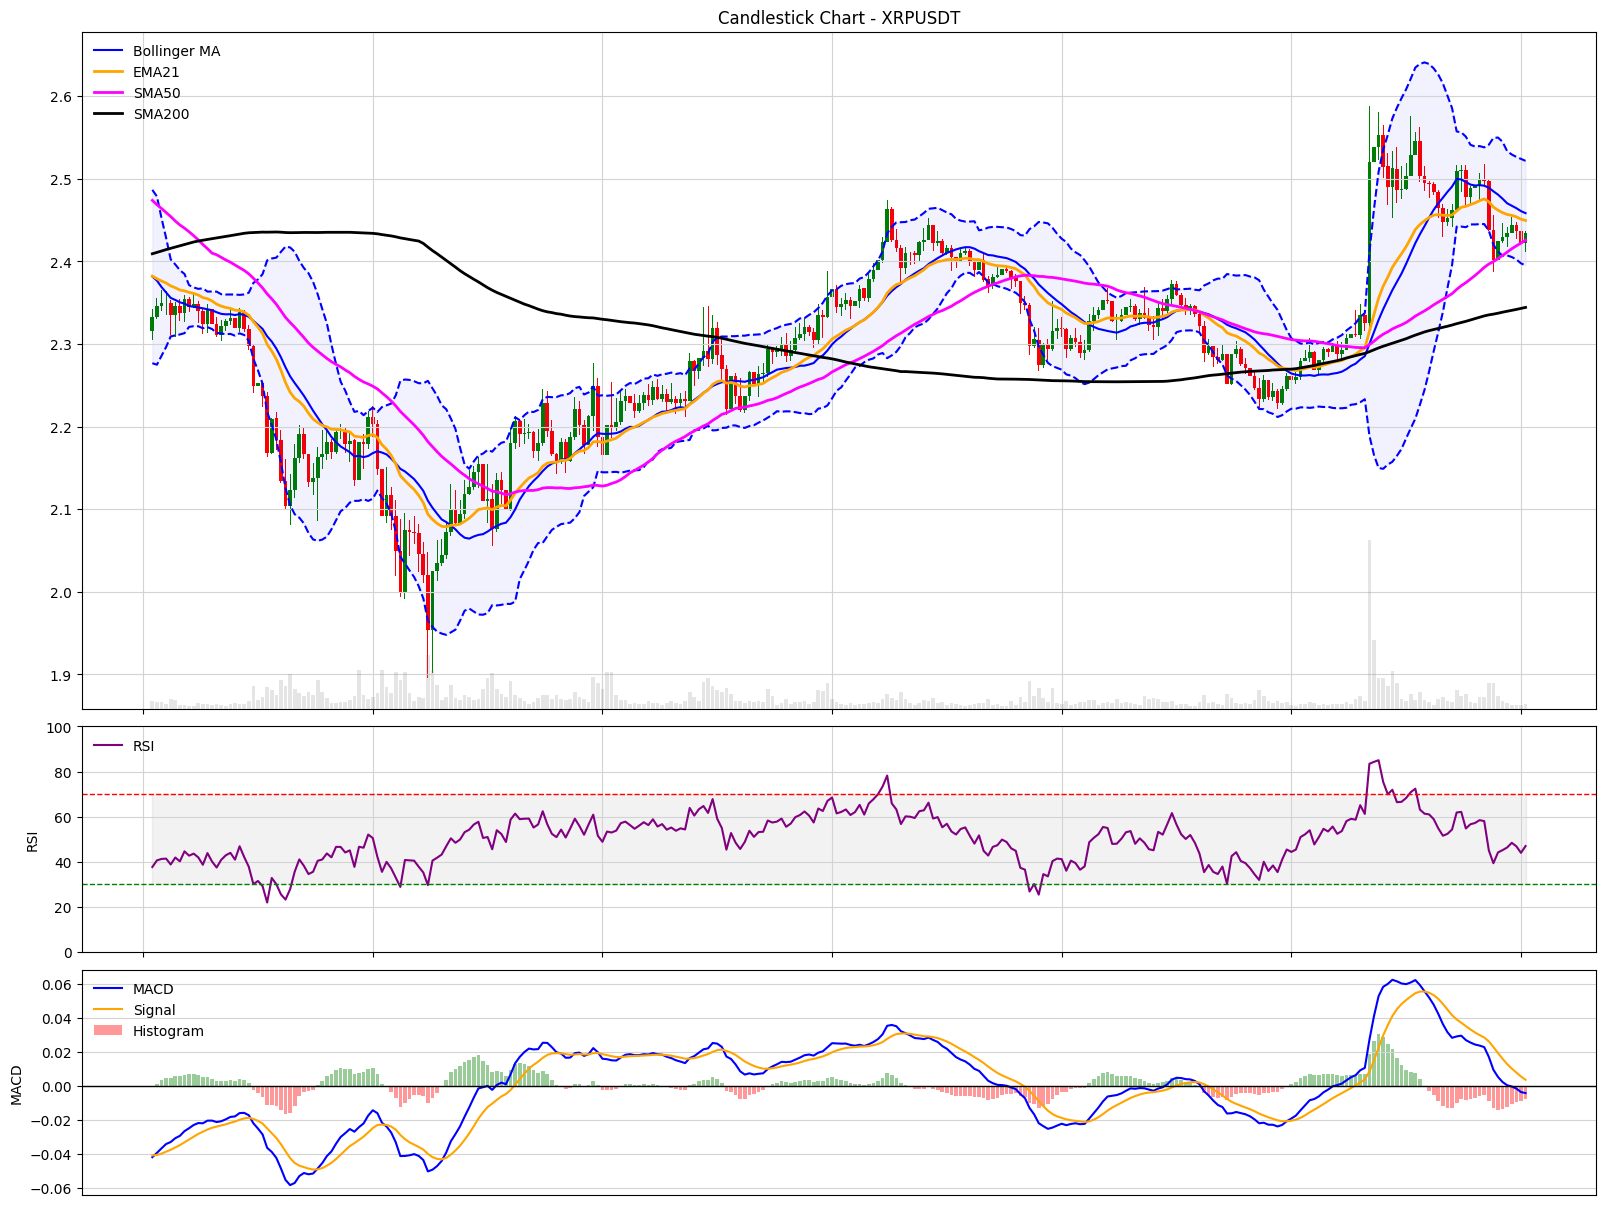 Candlestick Chart - XRPUSDT
Bollinger MA
EMA21
SMA50
SMA200
2.6
2.5
2.4
2.3
2.2
2.1
2.0
1.9
RSI
100
80
60
40
20
0
RSI
MACD
Signal
Histogram
0.06
0.04
0.02
0.00
−0.02
−0.04
−0.06
MACD